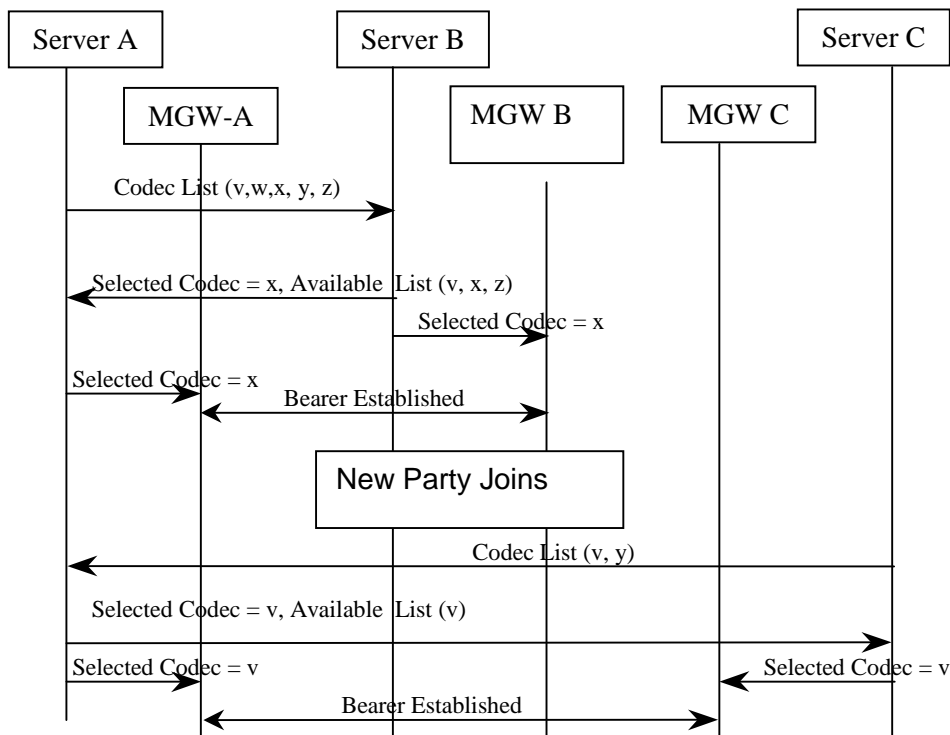 Server A
Server B
Server C
MGW-A
MGW B
MGW C
Codec List (v,w,x, y, z)
Selected Codec = x, Available List (v, x, z)
Selected Codec = x
Selected Codec = x
Bearer Established
New Party Joins
Codec List (v, y)
Selected Codec = v, Available List (v)
Selected Codec = v
Selected Codec = v
Bearer Established